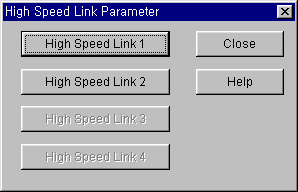 High Speed Link Parameter
High Speed Link 1
Close
High Speed Link 2
Help
High Speed Link 3
High Speed Link 4